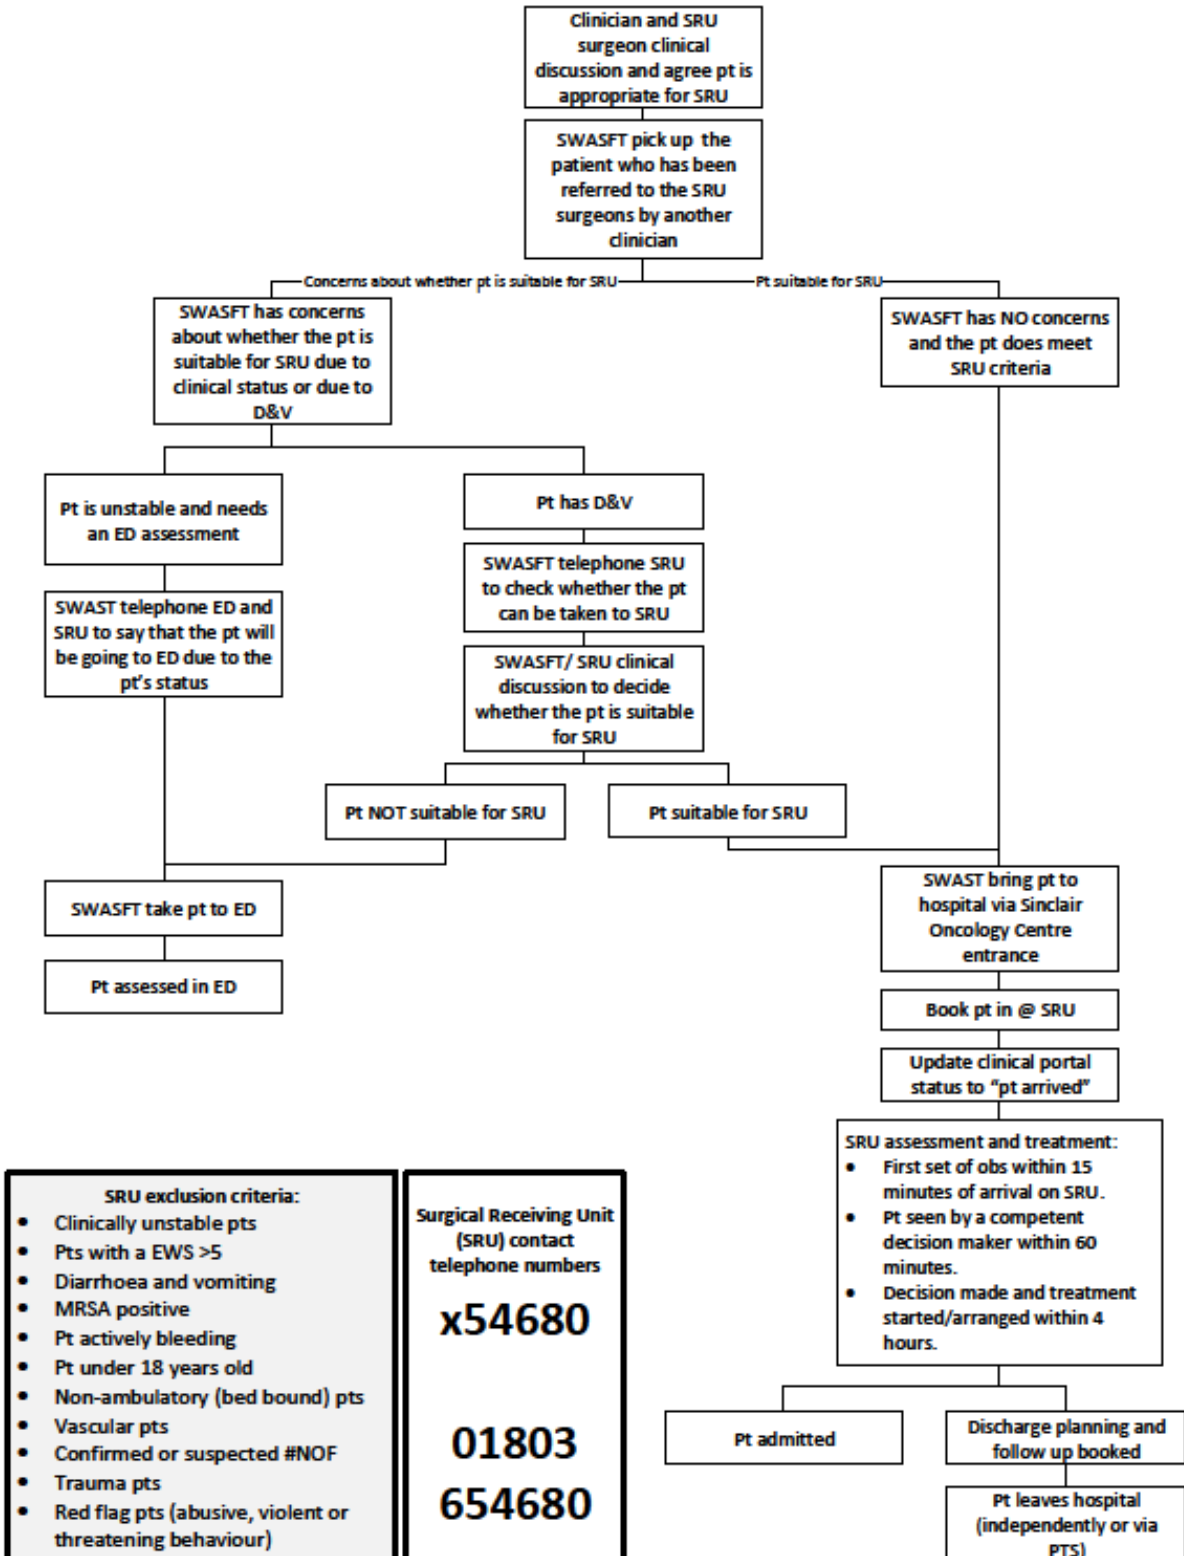 Clinician and SRU
surgeon clinical
discussion and agree pt is
appropriate for SRU
SWASFT pick up the
patient who has been
referred to the SRU
surgeons by another
clinician
Concerns about whether pt is suitable for SRU
Pt suitable for SRU
SWASFT has concerns
about whether the pt is
suitable for SRU due to
clinical status or due to
D&V
SWASFT has NO concerns
and the pt does meet
SRU criteria
Pt is unstable and needs
an ED assessment
Pt has D&V
SWAST telephone ED and
SRU to say that the pt will
be going to ED due to the
pt's status
SWASFT telephone SRU
to check whether the pt
can be taken to SRU
SWASFT/ SRU clinical
discussion to decide
whether the pt is suitable
for SRU
Pt NOT suitable for SRU
Pt suitable for SRU
SWASFT take pt to ED
Pt assessed in ED
SWAST bring pt to
hospital via Sinclair
Oncology Centre
entrance
Book pt in @ SRU
Update clinical portal
status to "pt arrived"
SRU assessment and treatment:
• First set of obs within 15
minutes of arrival on SRU.
• Pt seen by a competent
decision maker within 60
minutes.
• Decision made and treatment
started/arranged within 4
hours.
Pt admitted
Discharge planning and
follow up booked
Pt leaves hospital
(independently or via
PTS)
SRU exclusion criteria:
• Clinically unstable pts
• Pts with a EWS >5
• Diarrhoea and vomiting
• MRSA positive
• Pt actively bleeding
• Pt under 18 years old
• Non-ambulatory (bed bound) pts
• Vascular pts
• Confirmed or suspected #NOF
• Trauma pts
• Red flag pts (abusive, violent or
threatening behaviour)
Surgical Receiving Unit
(SRU) contact
telephone numbers
x54680
01803
654680